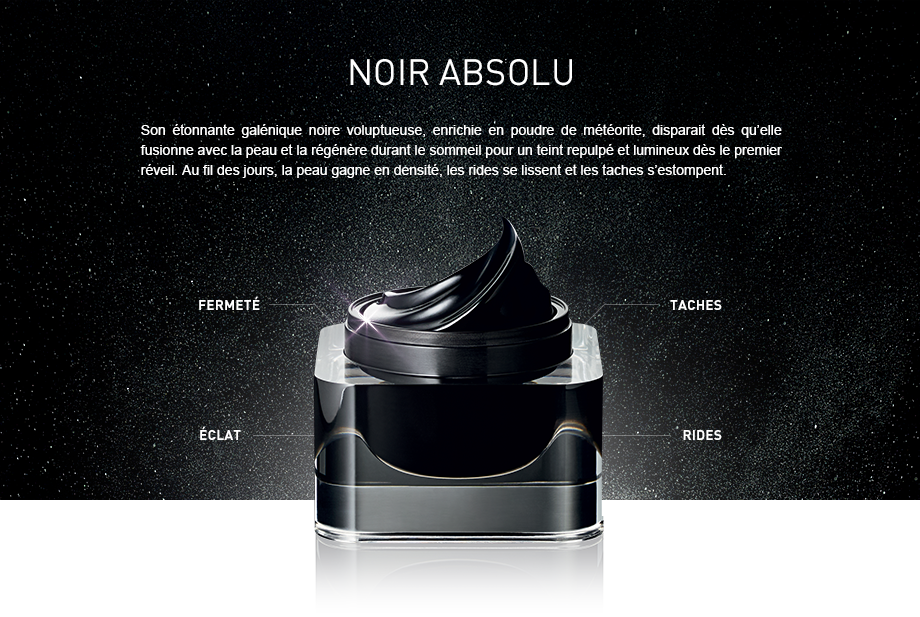 NOIR ABSOLU
Son étonnante galénique noire voluptueuse, enrichie en poudre de météorite, disparait dès qu’elle
fusionne avec la peau et la régénère durant le sommeil pour un teint repulpé et lumineux dès le premier
réveil. Au fil des jours, la peau gagne en densité, les rides se lissent et les taches s’estompent.
FERMETÉ
TACHES
ÉCLAT
RIDES